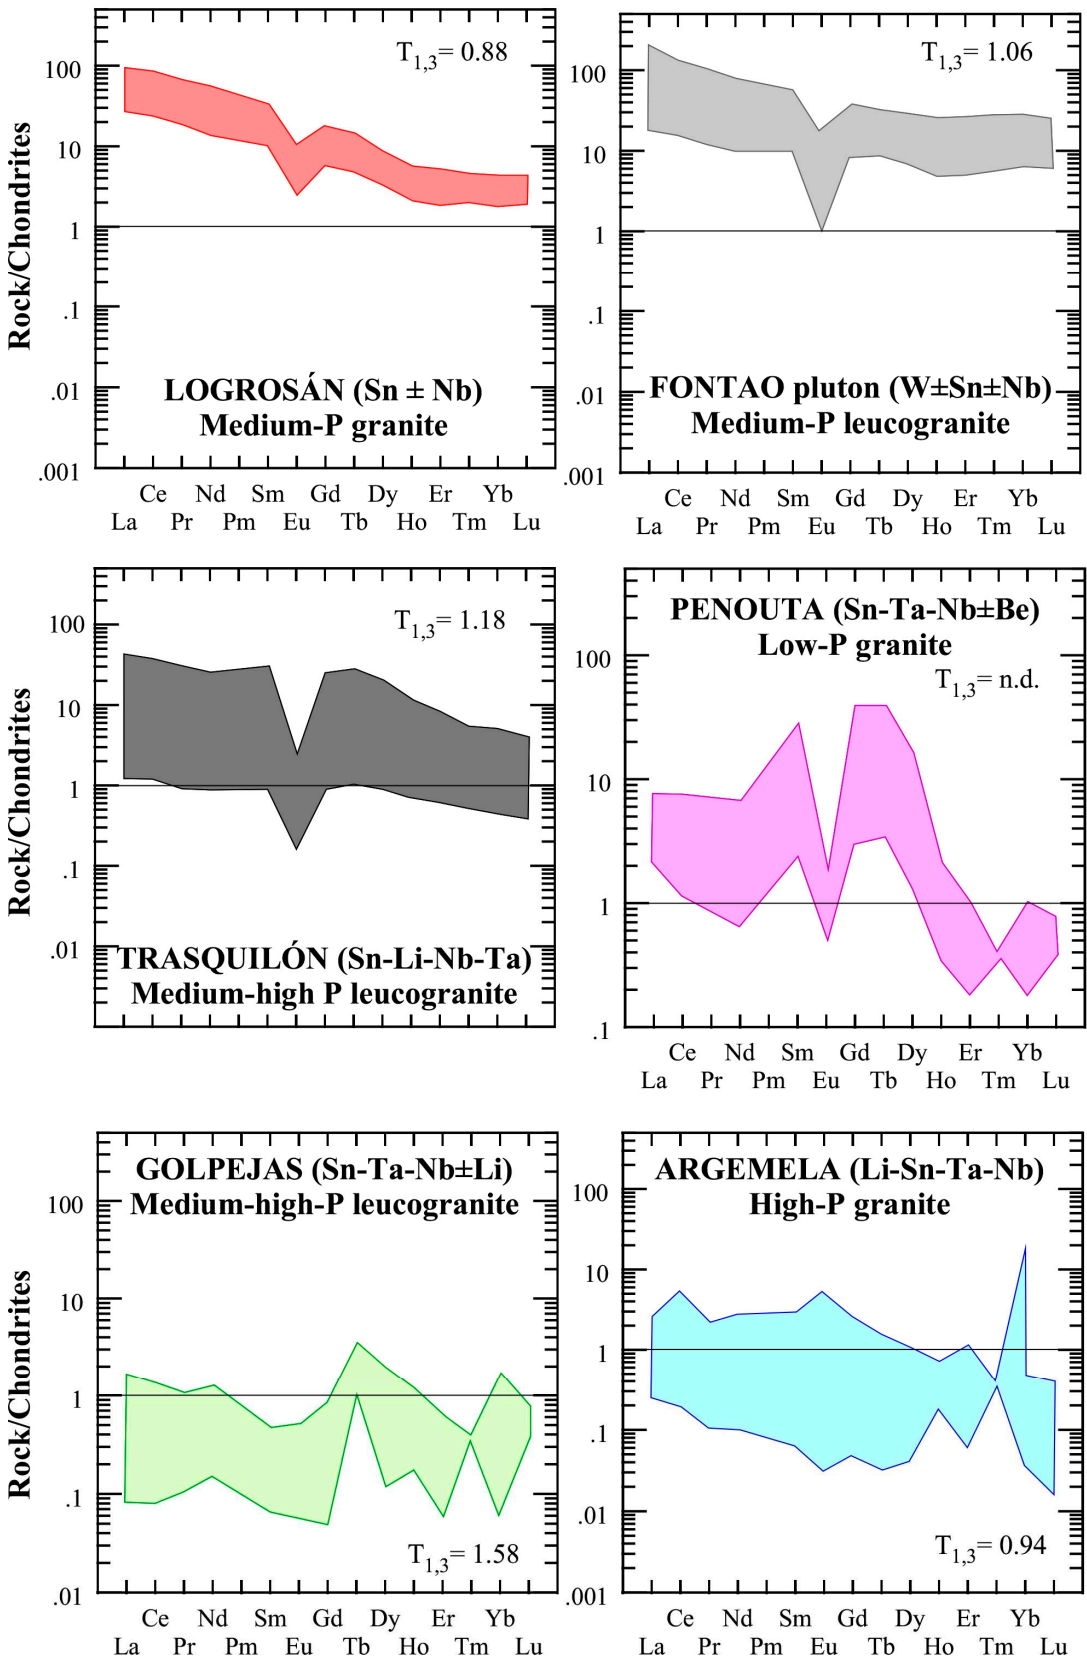 Rock/Chondrites
T1,3= 0.88
100
10
1
.1
.01
.001
LOGROSÁN (Sn ± Nb)
Medium-P granite
Ce Nd Sm Gd Dy Er Yb
La Pr Pm Eu Tb Ho Tm Lu
T1,3= 1.06
100
10
1
.1
.01
.001
FONTAO pluton (W±Sn±Nb)
Medium-P leucogranite
Ce Nd Sm Gd Dy Er Yb
La Pr Pm Eu Tb Ho Tm Lu
Rock/Chondrites
T1,3= 1.18
100
10
1
.1
.01
TRASQUILÓN (Sn-Li-Nb-Ta)
Medium-high P leucogranite
PENOUTA (Sn-Ta-Nb±Be)
Low-P granite
T1,3= n.d.
100
10
1
.1
Ce Nd Sm Gd Dy Er Yb
La Pr Pm Eu Tb Ho Tm Lu
Rock/Chondrites
GOLPEJAS (Sn-Ta-Nb±Li)
Medium-high-P leucogranite
100
10
1
.1
.01
T1,3= 1.58
Ce Nd Sm Gd Dy Er Yb
La Pr Pm Eu Tb Ho Tm Lu
ARGEMELA (Li-Sn-Ta-Nb)
High-P granite
100
10
1
.1
.01
.001
T1,3= 0.94
Ce Nd Sm Gd Dy Er Yb
La Pr Pm Eu Tb Ho Tm Lu